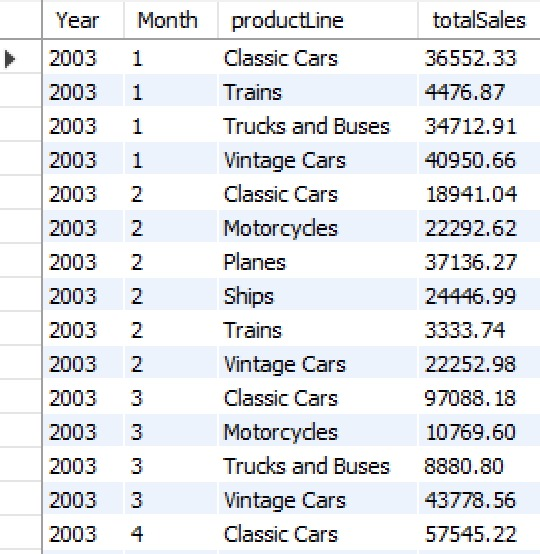 Year Month productLine totalSales
2003 1 Classic Cars 36552.33
2003 1 Trains 4476.87
2003 1 Trucks and Buses 34712.91
2003 1 Vintage Cars 40950.66
2003 2 Classic Cars 18941.04
2003 2 Motorcycles 22292.62
2003 2 Planes 37136.27
2003 2 Ships 24446.99
2003 2 Trains 3333.74
2003 2 Vintage Cars 22252.98
2003 3 Classic Cars 97088.18
2003 3 Motorcycles 10769.60
2003 3 Trucks and Buses 8880.80
2003 3 Vintage Cars 43778.56
2003 4 Classic Cars 57545.22